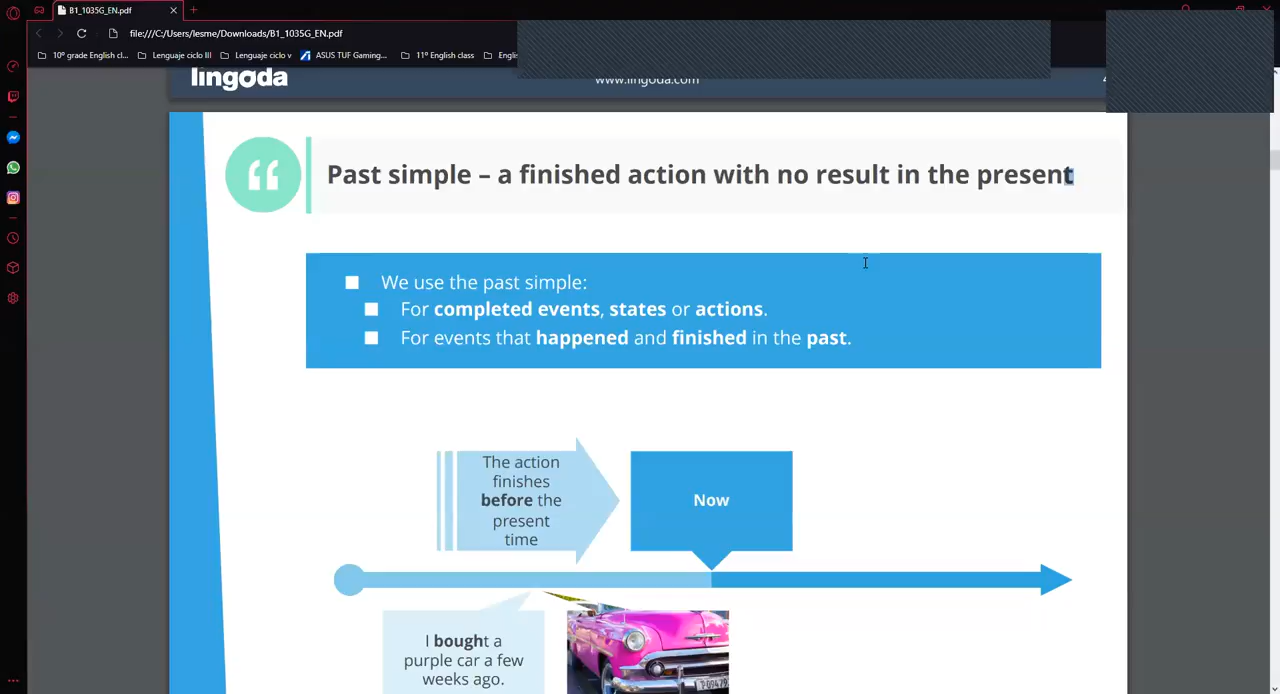 B1_1035G_EN.pdf
file:///C:/Users/lesme/Downloads/B1_1035G_EN.pdf
10º grade English cl... Lenguaje ciclo III Lenguaje ciclo v ASUS TUF Gaming... 11º English class Englis
lingoda www.lingoda.com
Past simple – a finished action with no result in the present
We use the past simple:
For completed events, states or actions.
For events that happened and finished in the past.
The action
finishes
before the
present
time
Now
I bought a
purple car a few
weeks ago.